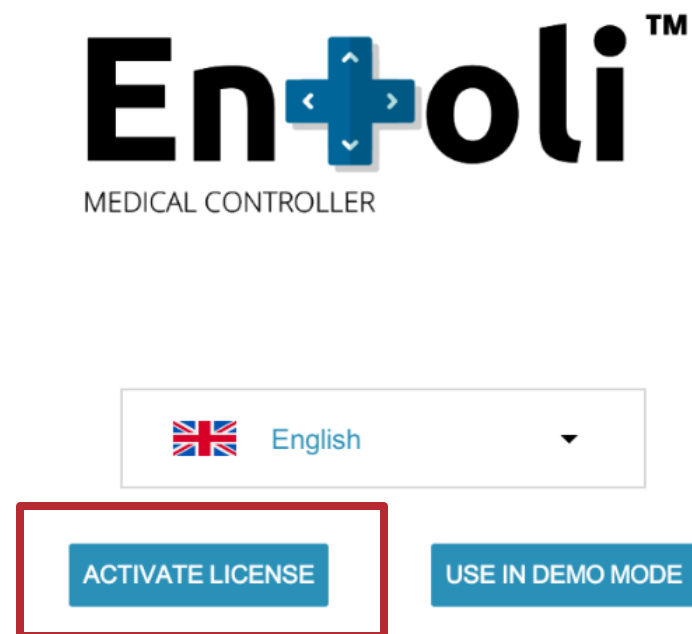 Entoli™
MEDICAL CONTROLLER
English
ACTIVATE LICENSE
USE IN DEMO MODE